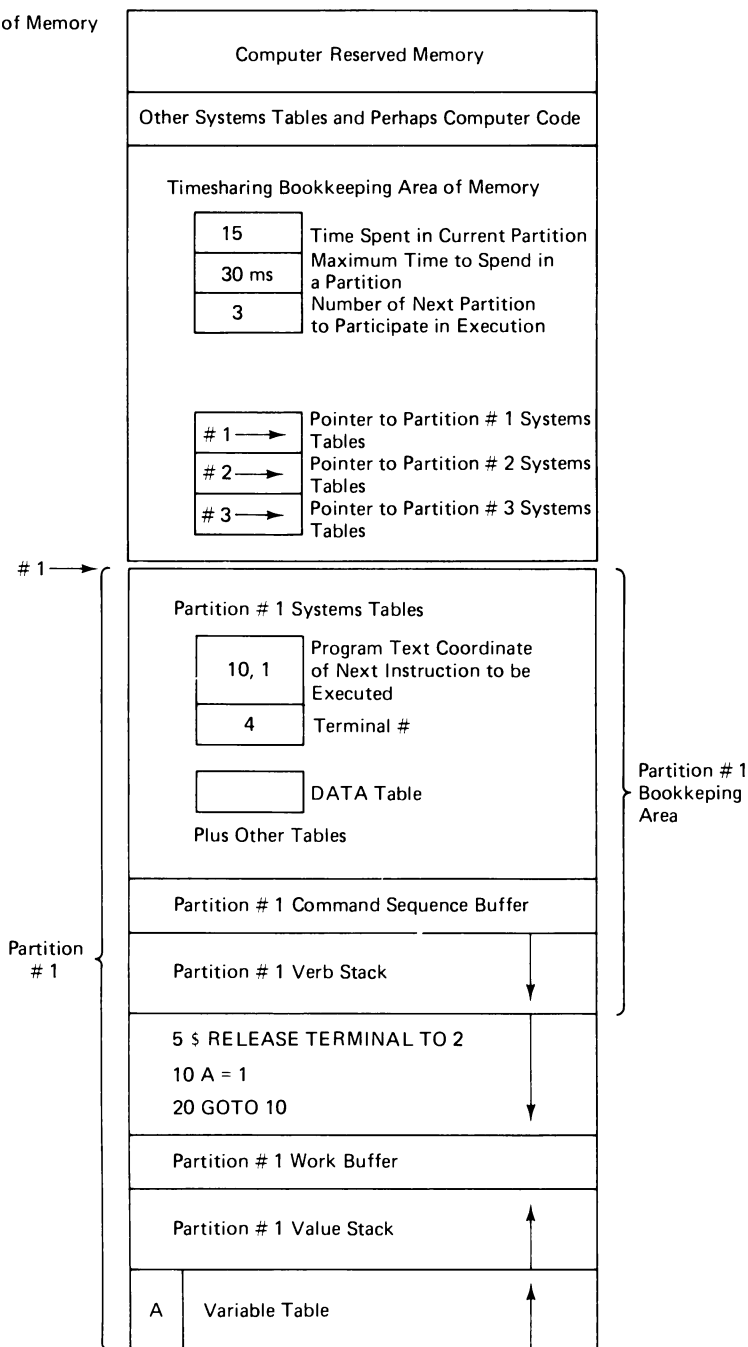 of Memory
Computer Reserved Memory
Other Systems Tables and Perhaps Computer Code
Timesharing Bookkeeping Area of Memory
15 Time Spent in Current Partition
30 ms Maximum Time to Spend in
a Partition
3 Number of Next Partition
to Participate in Execution
# 1 Pointer to Partition # 1 Systems
Tables
# 2 Pointer to Partition # 2 Systems
Tables
# 3 Pointer to Partition # 3 Systems
Tables
# 1
Partition # 1 Systems Tables
10, 1 Program Text Coordinate
of Next Instruction to be
Executed
4 Terminal #
DATA Table
Plus Other Tables
Partition # 1
Bookkeping
Area
Partition # 1 Command Sequence Buffer
Partition
# 1
Partition # 1 Verb Stack
5 $ RELEASE TERMINAL TO 2
10 A = 1
20 GOTO 10
Partition # 1 Work Buffer
Partition # 1 Value Stack
A Variable Table